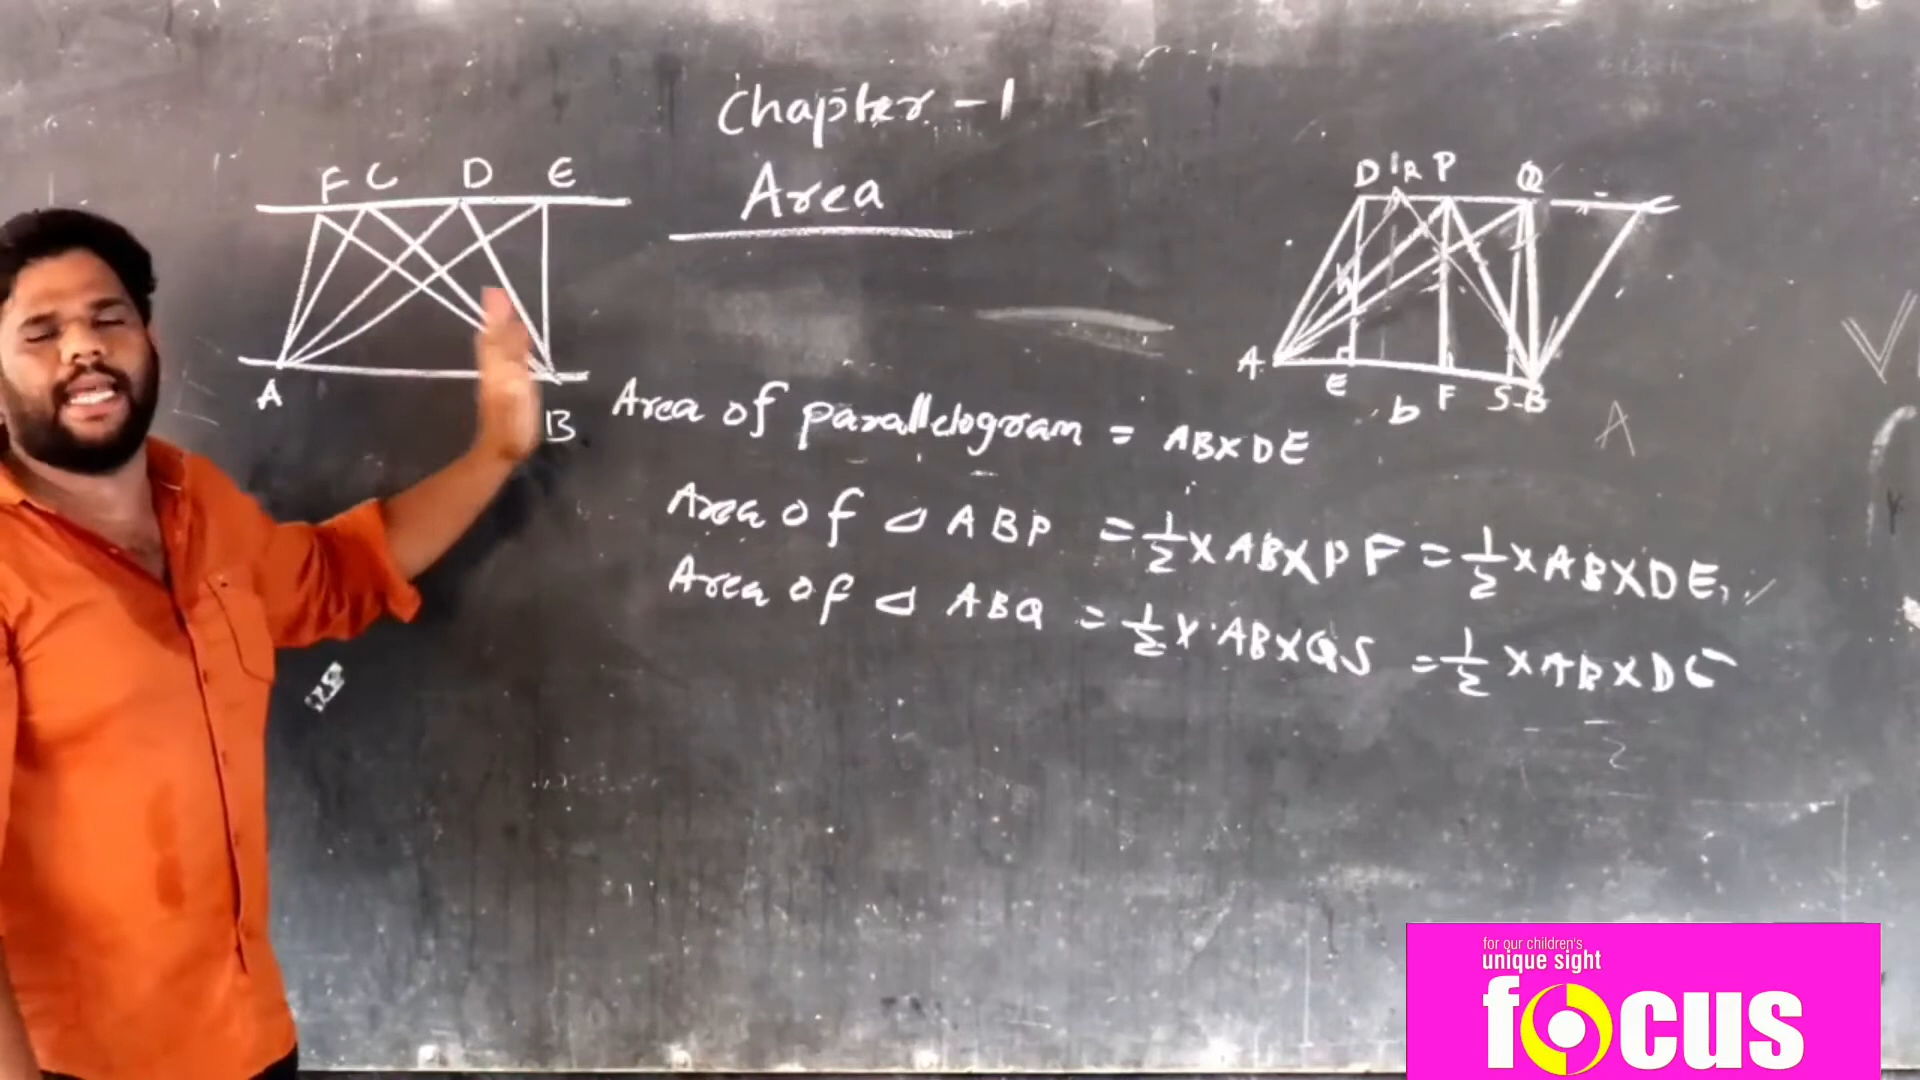 Chapter - 1
Area
F C D E
A
B
D R P Q
h
A E b F S B
A
Area of parallelogram = AB×DE
Area of ⊿ ABP = 1/2 × AB×PF = 1/2 × AB×DE
Area of ⊿ ABQ = 1/2 × AB×QS = 1/2 × AB×DE
for our children's
unique sight
focus